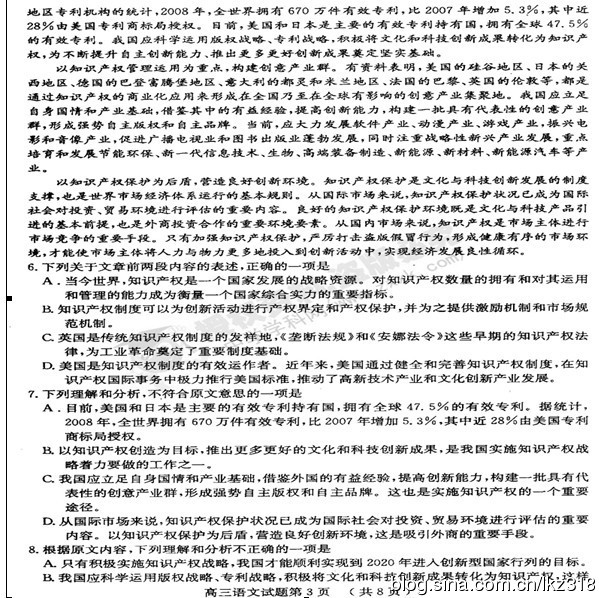 地区专利机构的统计,2008年,全世界拥有670万件有效专利,比2007年增加5.3%,其中近
28%由美国专利商标局授权。目前,美国和日本是主要的有效专利持有国,拥有全球47.5%
的有效专利。我国应科学运用版权战略、专利战略,积极将文化和科技创新成果转化为知识产
权,为不断提升自主创新能力、推出更多更好创新成果奠定坚实基础。
以知识产权管理运用为重点,构建创意产业群。有资料表明,美国的硅谷地区、日本的关
西地区、德国的巴登富腾堡地区、意大利的都灵和米兰地区、法国的巴黎、英国的伦敦等,都是
通过知识产权的商业化应用来形成在全国乃至在全球有影响的创意产业集聚地。我国应立足
自身国情和产业基础,借鉴其中的有益经验,提高创新能力,构建一批具有代表性的创意产业
群,形成强势自主版权和自主品牌。当前,应大力发展软件产业、动漫产业、游戏产业,振兴电
影和音像产业,促进广播电视业和图书出版业蓬勃发展,同时注重战略性新兴产业发展,重点
培育和发展节能环保、新一代信息技术、生物、高端装备制造、新能源、新材料、新能源汽车等产
业。
以知识产权保护为后盾,营造良好创新环境。知识产权保护是文化与科技创新发展的制度
支撑,也是世界市场经济体系运行的基本规则。从国际市场来说,知识产权保护状况已成为国际
社会对投资、贸易环境进行评估的重要内容。良好的知识产权保护环境既是文化与科技产品引
进的基本前提,也是外商投资合作的重要环境要素。从国内市场来说,知识产权是市场主体进行
市场竞争的重要手段。只有加强知识产权保护,严厉打击盗版假冒行为,形成健康有序的市场环
境,才能使市场主体将人力与物力更多地投入到创新活动中,实现经济发展良性循环。
6.下列关于文章前两段内容的表述,正确的一项是
A.当今世界,知识产权是一个国家发展的战略资源。对知识产权数量的拥有和对其运用
和管理的能力成为衡量一个国家综合实力的重要指标。
B.知识产权制度可以为创新活动进行产权界定和产权保护,并为之提供激励机制和市场规
范机制。
C.英国是传统知识产权制度的发祥地,《垄断法规》和《安娜法令》这些早期的知识产权法
律,为工业革命奠定了重要制度基础。
D.美国是知识产权制度的有效运作者。近年来,美国通过健全和完善知识产权制度,在知
识产权国际事务中极力推行美国标准,推动了高新技术产业和文化创新产业发展。
7.下列理解和分析,不符合原文意思的一项是
A.目前,美国和日本是主要的有效专利持有国,拥有全球47.5%的有效专利。据统计,
2008年,全世界拥有670万件有效专利,比2007年增加5.3%,其中近28%由美国专利
商标局授权。
B.以知识产权创造为目标,推出更多更好的文化和科技创新成果,是我国实施知识产权战
略着力要做的工作之一。
C.我国应立足自身国情和产业基础,借鉴外国的有益经验,提高创新能力,构建一批具有代
表性的创意产业群,形成强势自主版权和自主品牌。这也是实施知识产权的一个重要
途径。
D.从国际市场来说,知识产权保护状况已成为国际社会对投资、贸易环境进行评估的重要
内容。以知识产权保护为后盾,营造良好创新环境,这是吸引外商的重要手段。
8.根据原文内容,下列理解和分析不正确的一项是
A.只有积极实施知识产权战略,我国才能顺利实现到2020年进入创新型国家行列的目标。
B.我国应科学运用版权战略、专利战略,积极将文化和科技创新成果转化为知识产权,这样
高三语文试题第3页 (共8页)
blog.sina.com.cn/lkz318